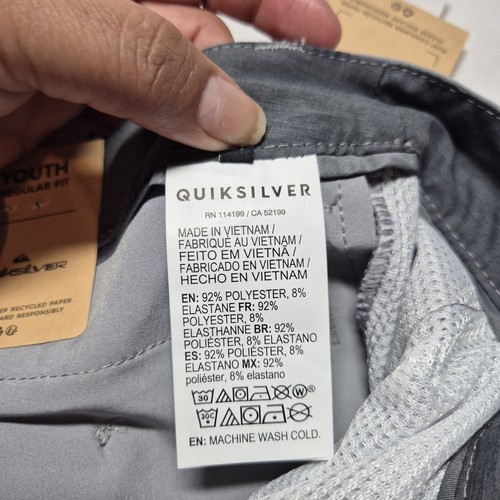 QUIKSILVER
RN 114199 / CA 52199
MADE IN VIETNAM /
FABRIQUÉ AU VIETNAM /
FEITO EM VIETNÃ /
FABRICADO EN VIETNAM /
HECHO EN VIETNAM
EN: 92% POLYESTER, 8%
ELASTANE FR: 92%
POLYESTER, 8%
ELASTHANNE BR: 92%
POLIÉSTER, 8% ELASTANO
ES: 92% POLIÉSTER, 8%
ELASTANO MX: 92%
poliéster, 8% elastano
30
W
30C
EN: MACHINE WASH COLD.
YOUTH
REGULAR FIT
QUIKSILVER
RECYCLED PAPER.
RESPONSIBLY